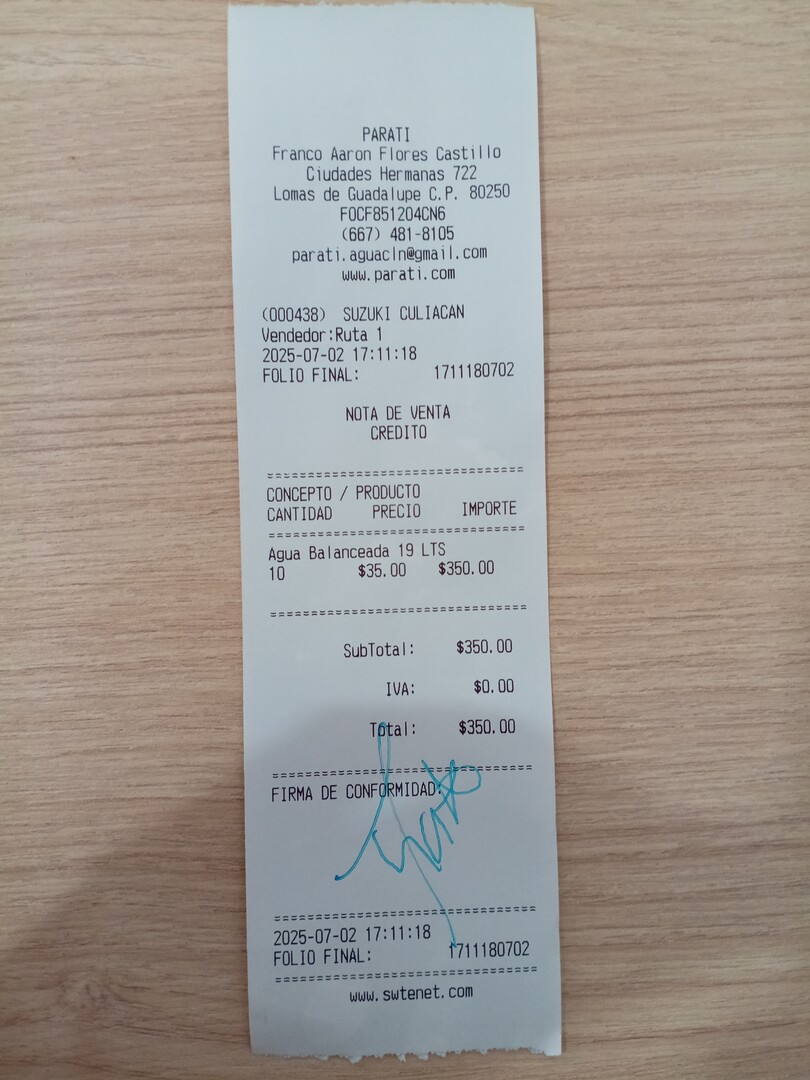 PARATI
Franco Aaron Flores Castillo
Ciudades Hermanas 722
Lomas de Guadalupe C.P. 80250
FOCF851204CN6
(667) 481-8105
parati.aguacln@gmail.com
www.parati.com
(000438) SUZUKI CULIACAN
Vendedor:Ruta 1
2025-07-02 17:11:18
FOLIO FINAL: 1711180702
NOTA DE VENTA
CREDITO
================================
CONCEPTO / PRODUCTO
CANTIDAD PRECIO IMPORTE
================================
Agua Balanceada 19 LTS
10 $35.00 $350.00
================================
SubTotal: $350.00
IVA: $0.00
Total: $350.00
================================
FIRMA DE CONFORMIDAD:
================================
2025-07-02 17:11:18
FOLIO FINAL: 1711180702
================================
www.swtenet.com